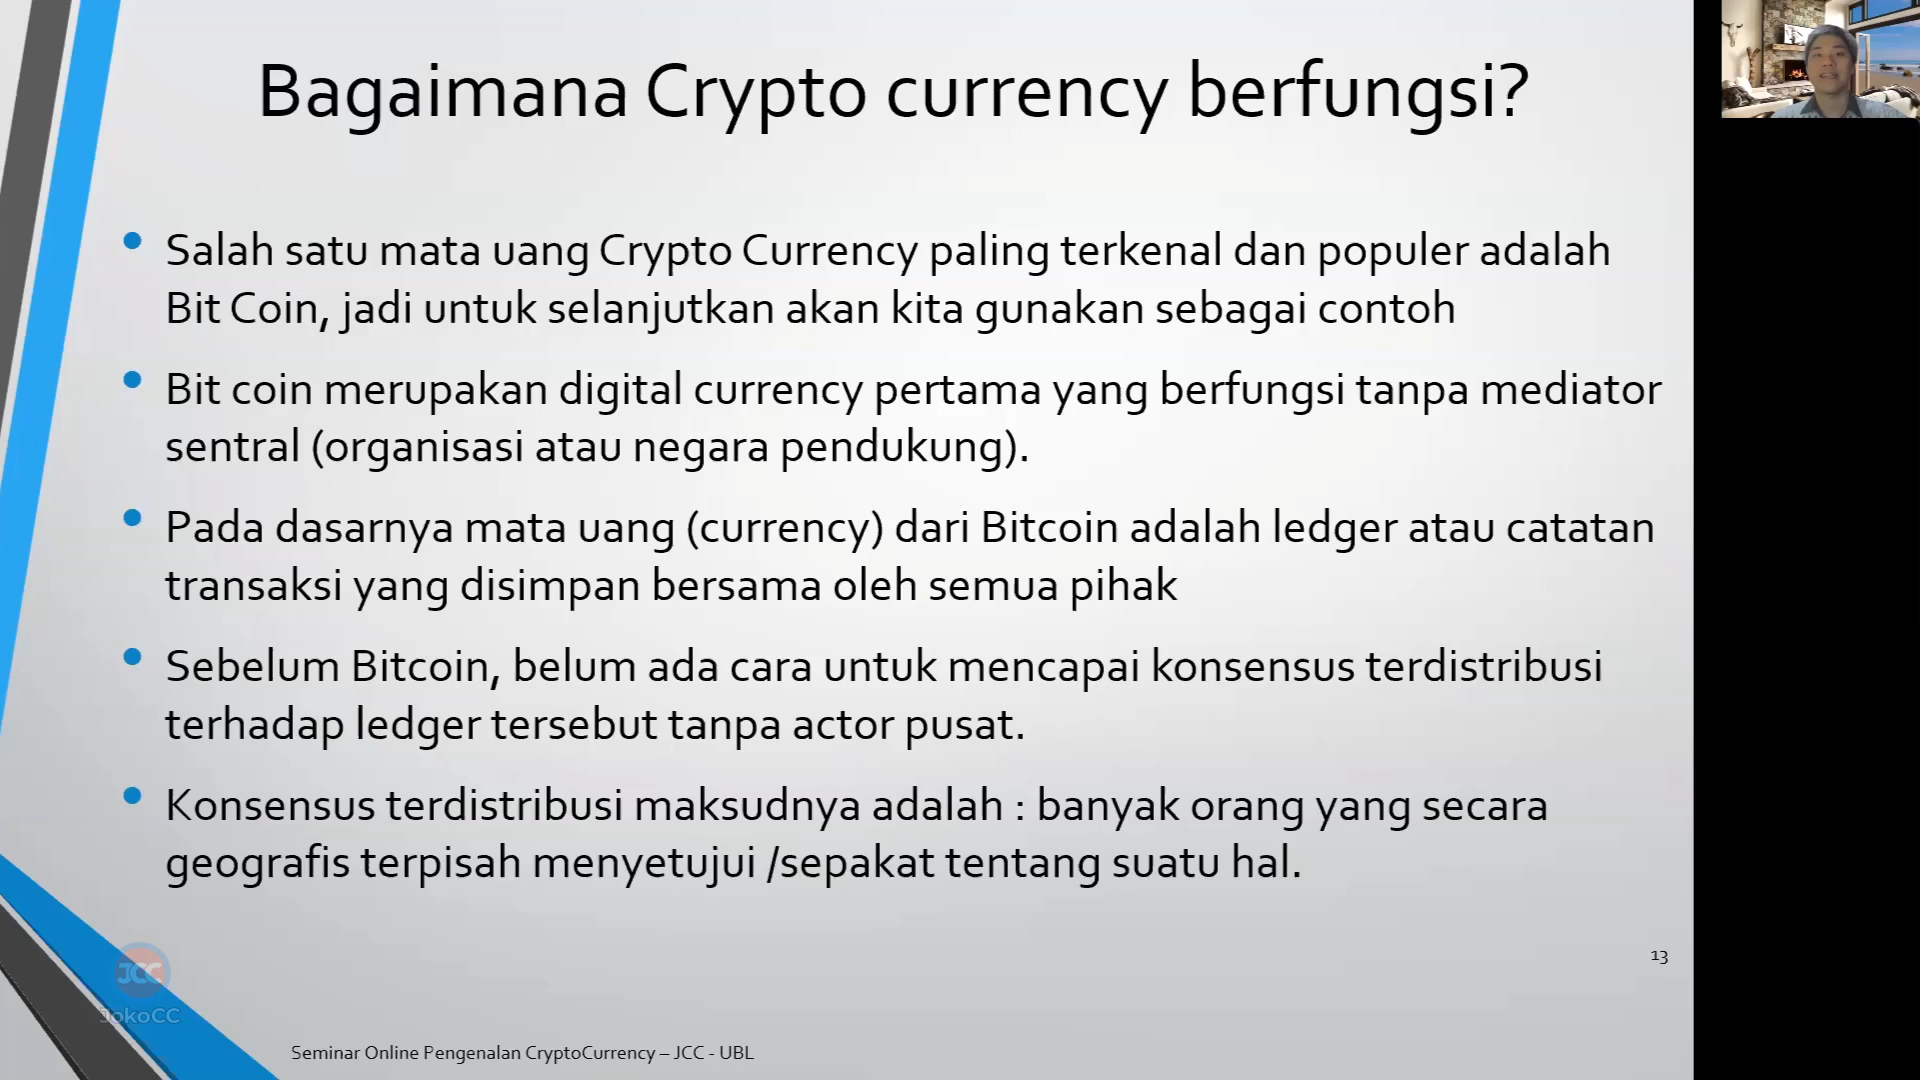 Bagaimana Crypto currency berfungsi?
• Salah satu mata uang Crypto Currency paling terkenal dan populer adalah
Bit Coin, jadi untuk selanjutkan akan kita gunakan sebagai contoh
• Bit coin merupakan digital currency pertama yang berfungsi tanpa mediator
sentral (organisasi atau negara pendukung).
• Pada dasarnya mata uang (currency) dari Bitcoin adalah ledger atau catatan
transaksi yang disimpan bersama oleh semua pihak
• Sebelum Bitcoin, belum ada cara untuk mencapai konsensus terdistribusi
terhadap ledger tersebut tanpa actor pusat.
• Konsensus terdistribusi maksudnya adalah : banyak orang yang secara
geografis terpisah menyetujui /sepakat tentang suatu hal.
13
JCC
JokoCC
Seminar Online Pengenalan CryptoCurrency – JCC - UBL